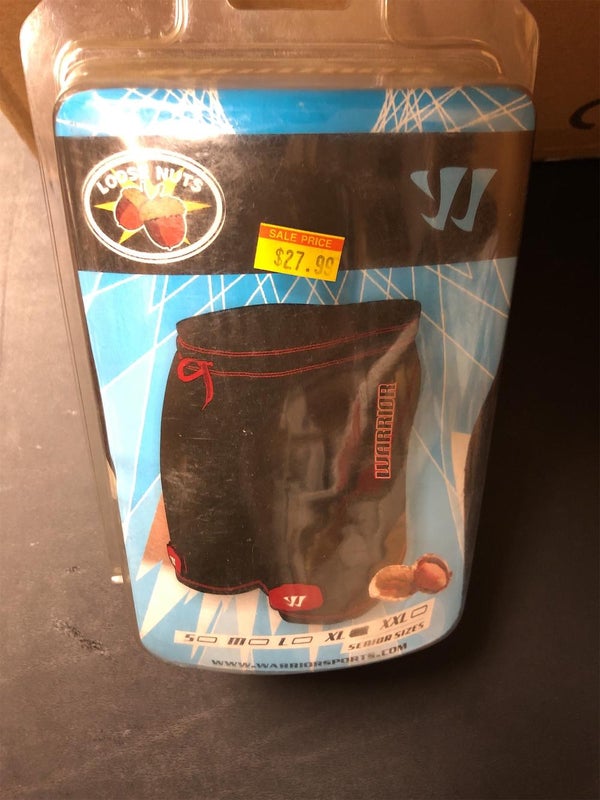 LOOSE NUTS
SALE PRICE
$27.99
WARRIOR
S M L XL XXL
SENIOR SIZES
WWW.WARRIORSPORTS.COM